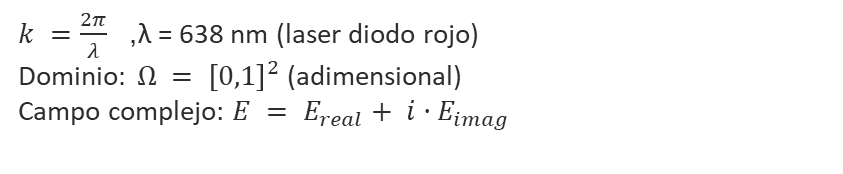 k = 2π/λ ,λ = 638 nm (laser diodo rojo)
Dominio: Ω = [0,1]² (adimensional)
Campo complejo: E = E_real + i · E_imag